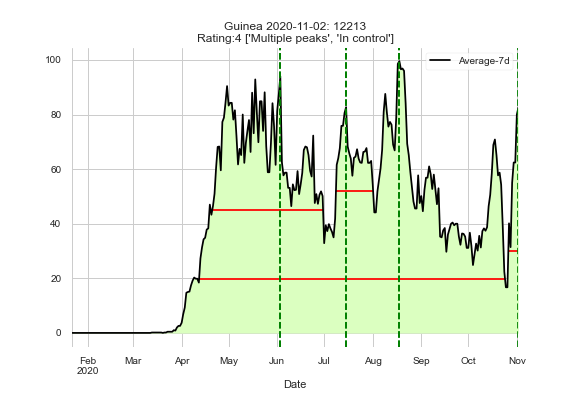 Guinea 2020-11-02: 12213
Rating:4 ['Multiple peaks', 'In control']
Average-7d
100
80
60
40
20
0
Feb Mar Apr May Jun Jul Aug Sep Oct Nov
2020
Date